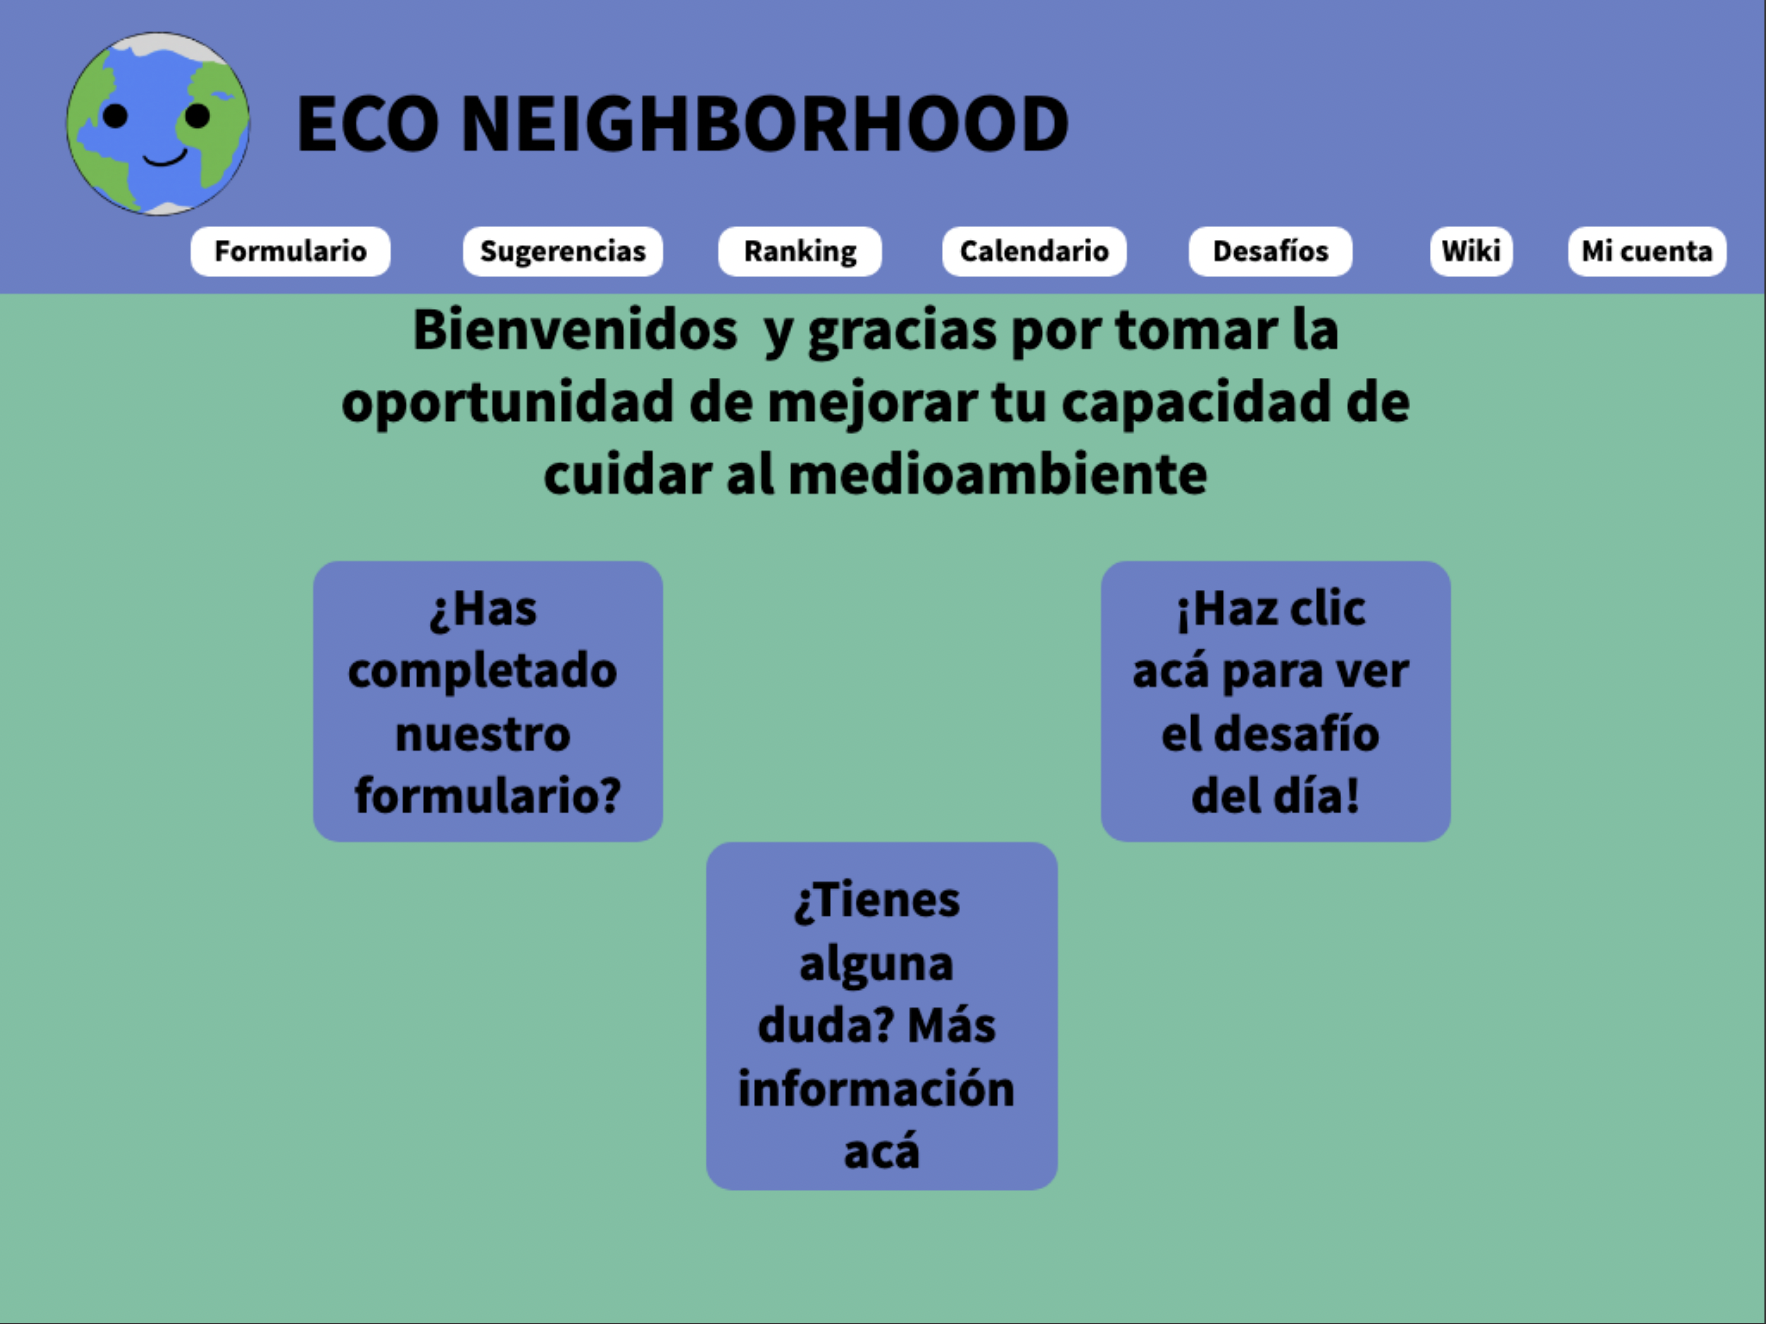 ECO NEIGHBORHOOD
Formulario
Sugerencias
Ranking
Calendario
Desafíos
Wiki
Mi cuenta
Bienvenidos  y gracias por tomar la
oportunidad de mejorar tu capacidad de
cuidar al medioambiente
¿Has
completado
nuestro
formulario?
¡Haz clic
acá para ver
el desafío
del día!
¿Tienes
alguna
duda? Más
información
acá